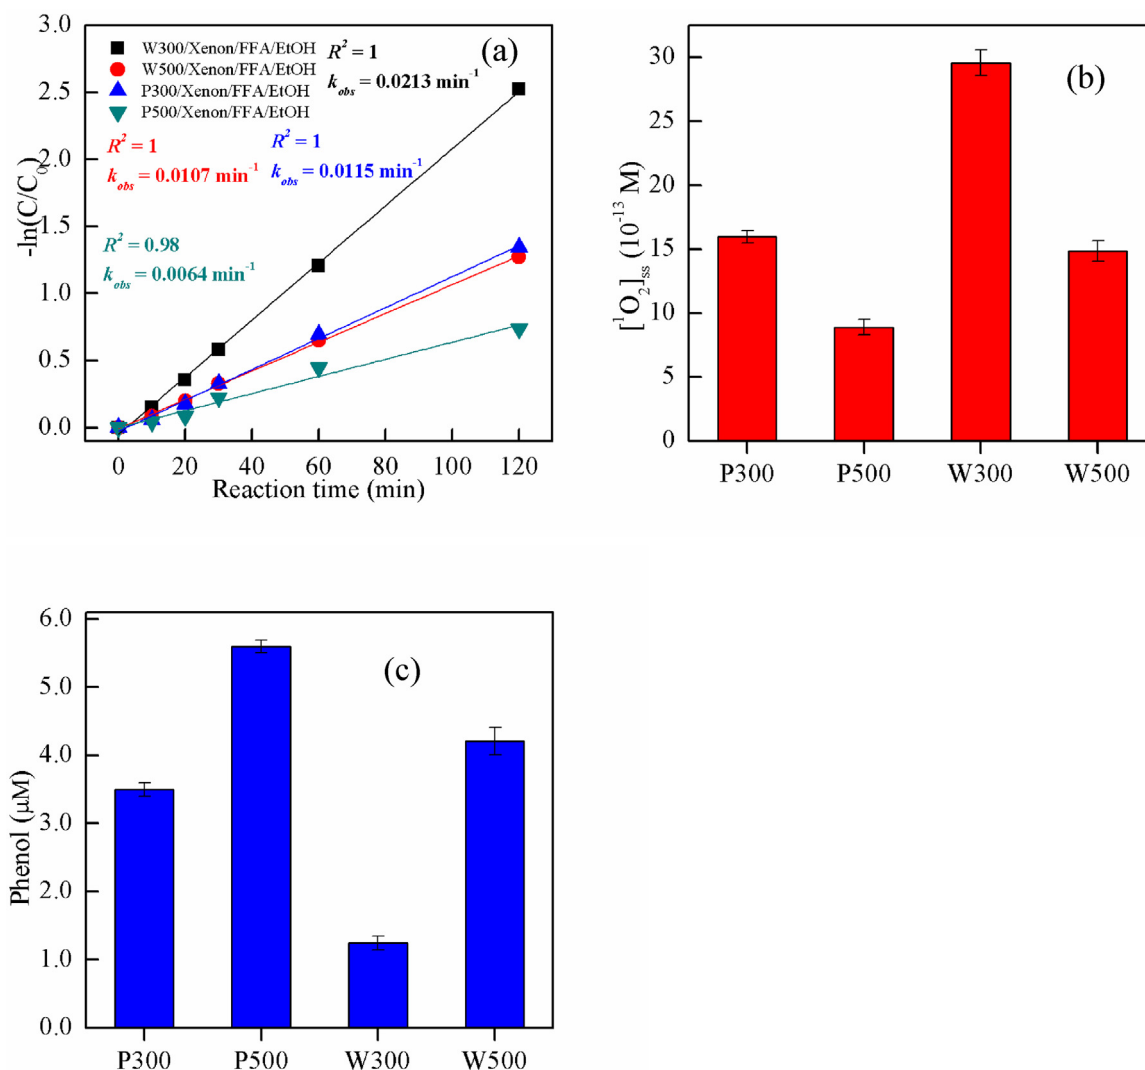 3.0
2.5
2.0
1.5
1.0
0.5
0.0
-ln(C/C₀)
W300/Xenon/FFA/EtOH
W500/Xenon/FFA/EtOH
P300/Xenon/FFA/EtOH
P500/Xenon/FFA/EtOH
R² = 1
k_obs = 0.0213 min⁻¹
(a)
R² = 1
k_obs = 0.0107 min⁻¹
R² = 1
k_obs = 0.0115 min⁻¹
R² = 0.98
k_obs = 0.0064 min⁻¹
0 20 40 60 80 100 120
Reaction time (min)
30
25
20
15
10
5
0
[¹O₂]ss (10⁻¹³ M)
(b)
P300 P500 W300 W500
6.0
5.0
4.0
3.0
2.0
1.0
0.0
Phenol (μM)
(c)
P300 P500 W300 W500